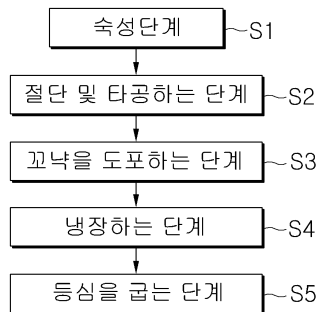 숙성단계 S1
절단 및 타공하는 단계 S2
꼬냑을 도포하는 단계 S3
냉장하는 단계 S4
등심을 굽는 단계 S5